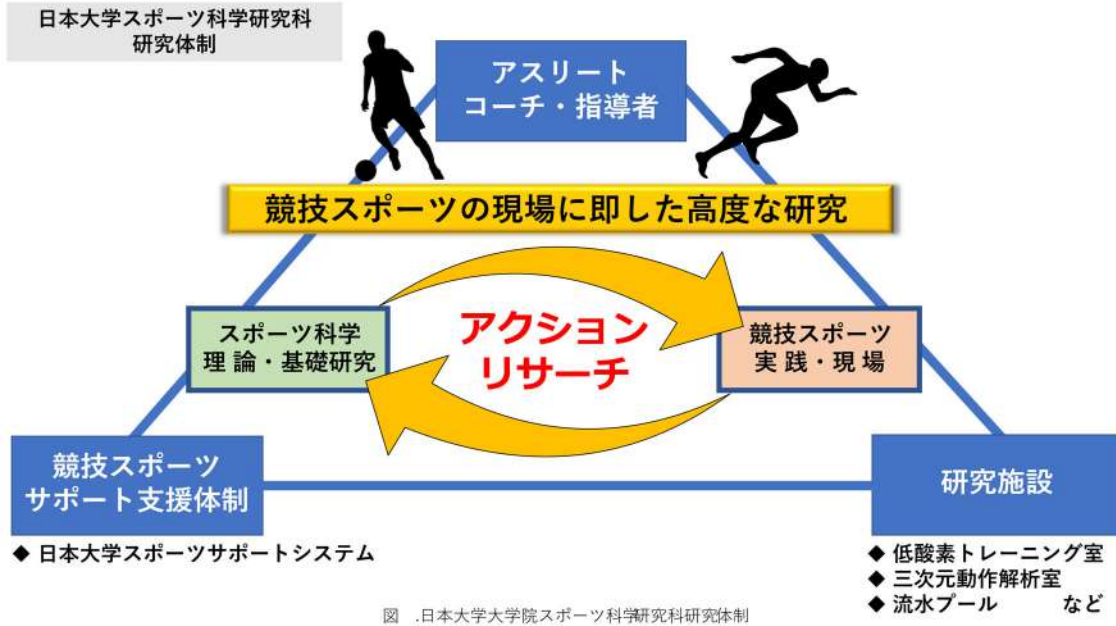 日本大学スポーツ科学研究科
研究体制
アスリート
コーチ・指導者
競技スポーツの現場に即した高度な研究
スポーツ科学
理 論・基礎研究
アクション
リサーチ
競技スポーツ
実 践・現 場
競技スポーツ
サポート支援体制
研究施設
◆ 日本大学スポーツサポートシステム
◆ 低酸素トレーニング室
◆ 三次元動作解析室
◆ 流水プール など
図 .日本大学大学院スポーツ科学研究科研究体制